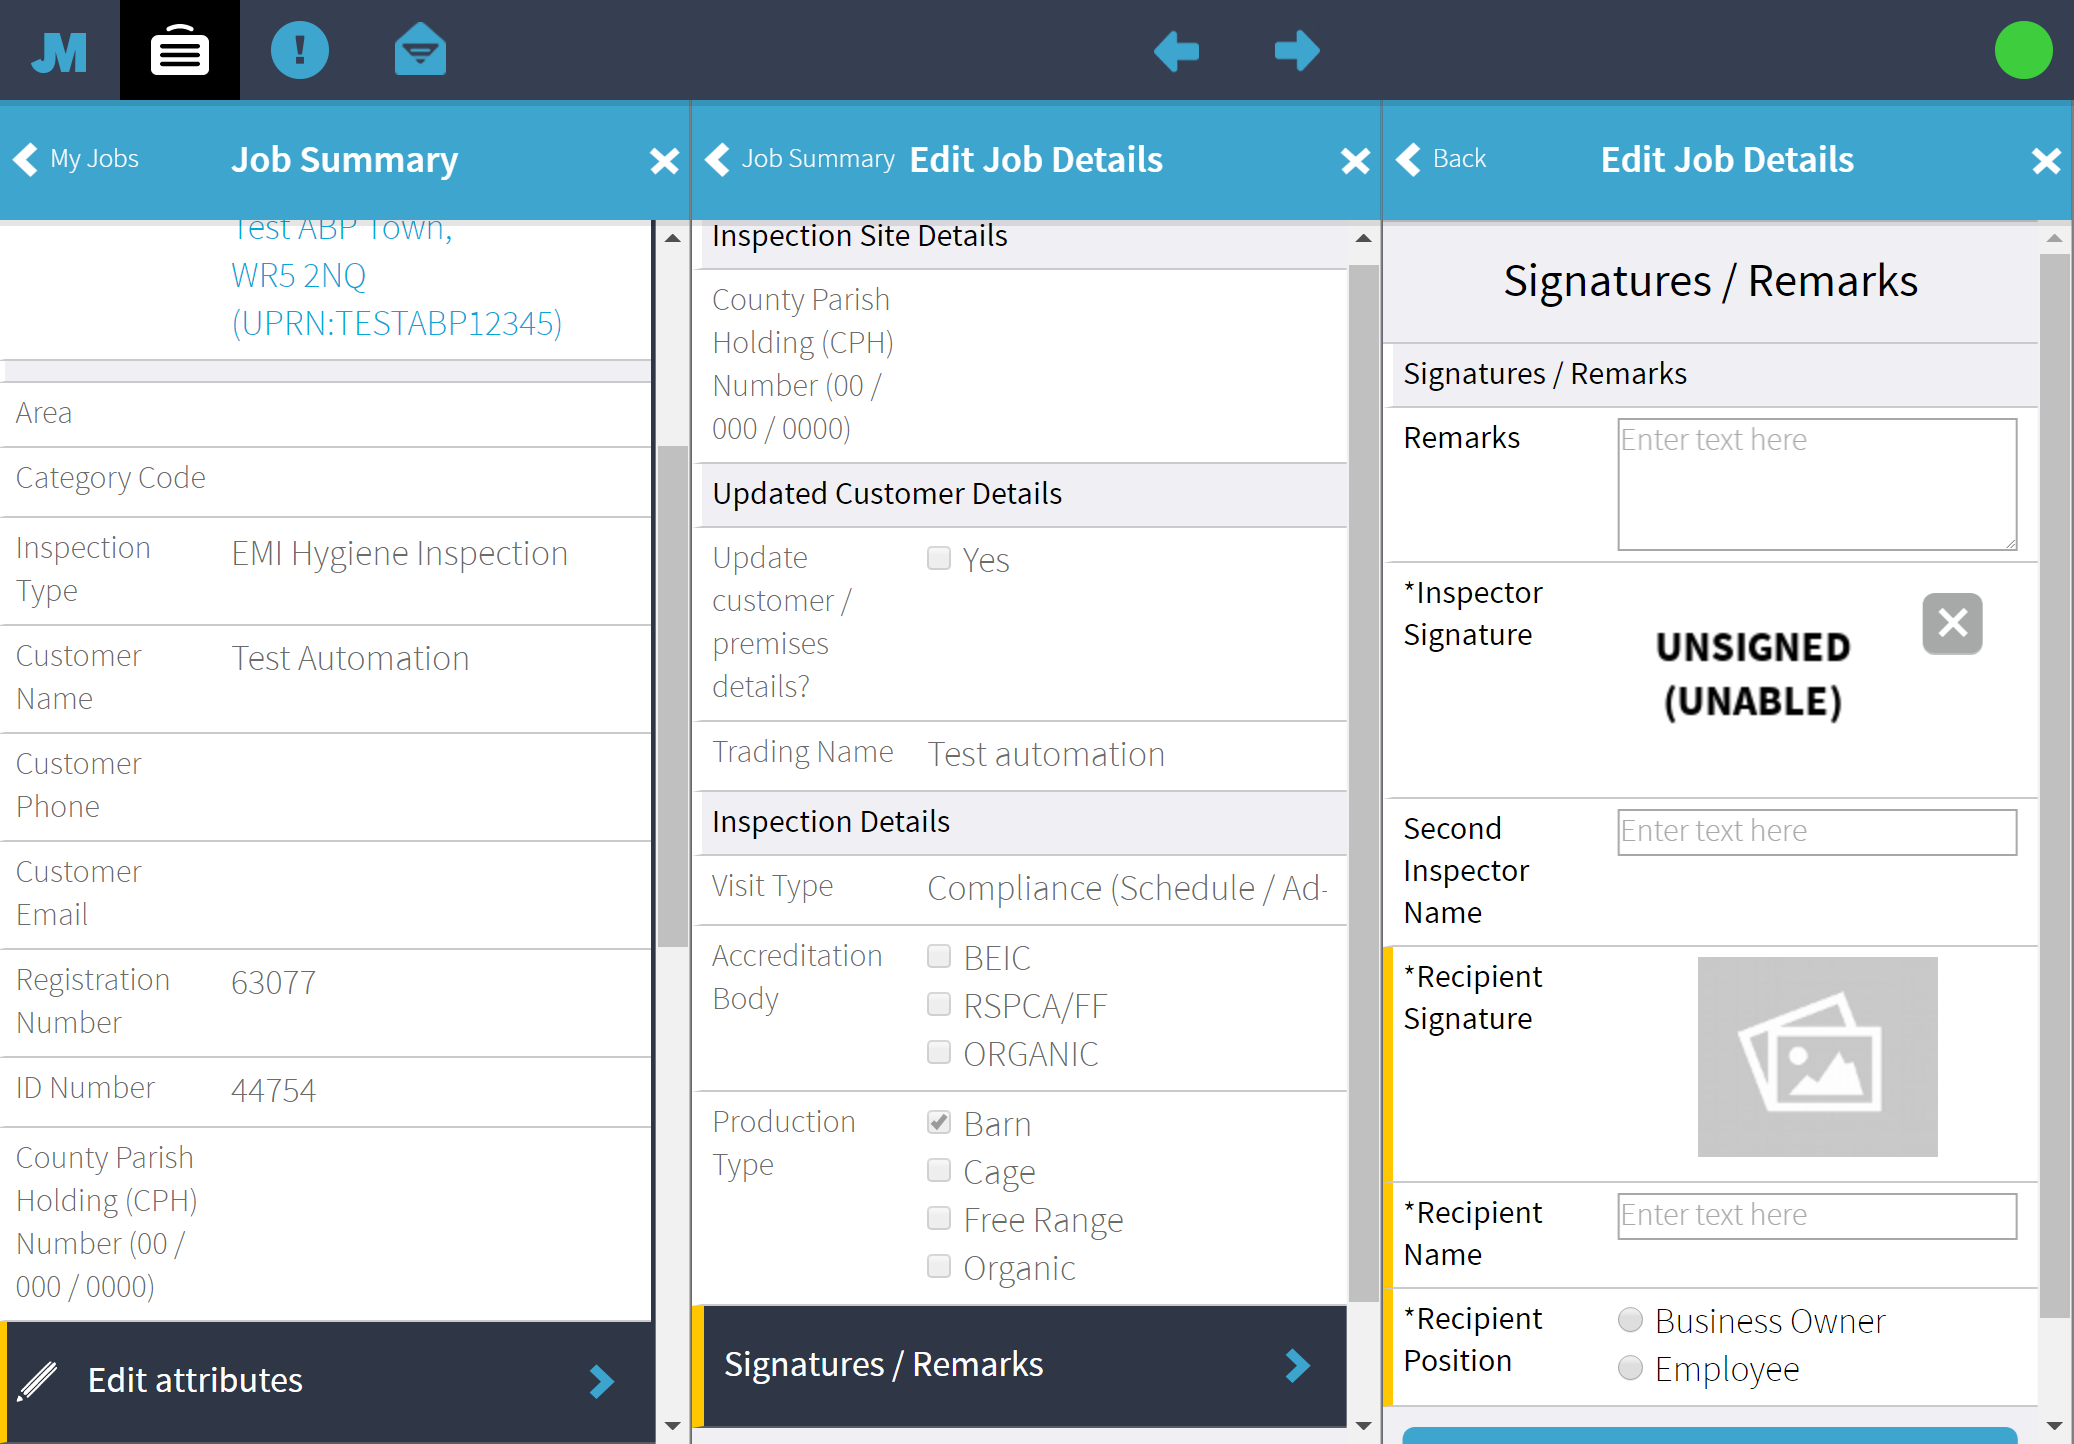 JM
My Jobs
Job Summary
Test ABP Town,
WR5 2NQ
(UPRN:TESTABP12345)
Area
Category Code
Inspection
Type
EMI Hygiene Inspection
Customer
Name
Test Automation
Customer
Phone
Customer
Email
Registration
Number
63077
ID Number
44754
County Parish
Holding (CPH)
Number (00 /
000 / 0000)
Edit attributes
Job Summary
Edit Job Details
Inspection Site Details
County Parish
Holding (CPH)
Number (00 /
000 / 0000)
Updated Customer Details
Update
customer /
premises
details?
Yes
Trading Name
Test automation
Inspection Details
Visit Type
Compliance (Schedule / Ad-
Accreditation
Body
BEIC
RSPCA/FF
ORGANIC
Production
Type
Barn
Cage
Free Range
Organic
Signatures / Remarks
Back
Edit Job Details
Signatures / Remarks
Signatures / Remarks
Remarks
Enter text here
*Inspector
Signature
UNSIGNED
(UNABLE)
Second
Inspector
Name
Enter text here
*Recipient
Signature
*Recipient
Name
Enter text here
*Recipient
Position
Business Owner
Employee